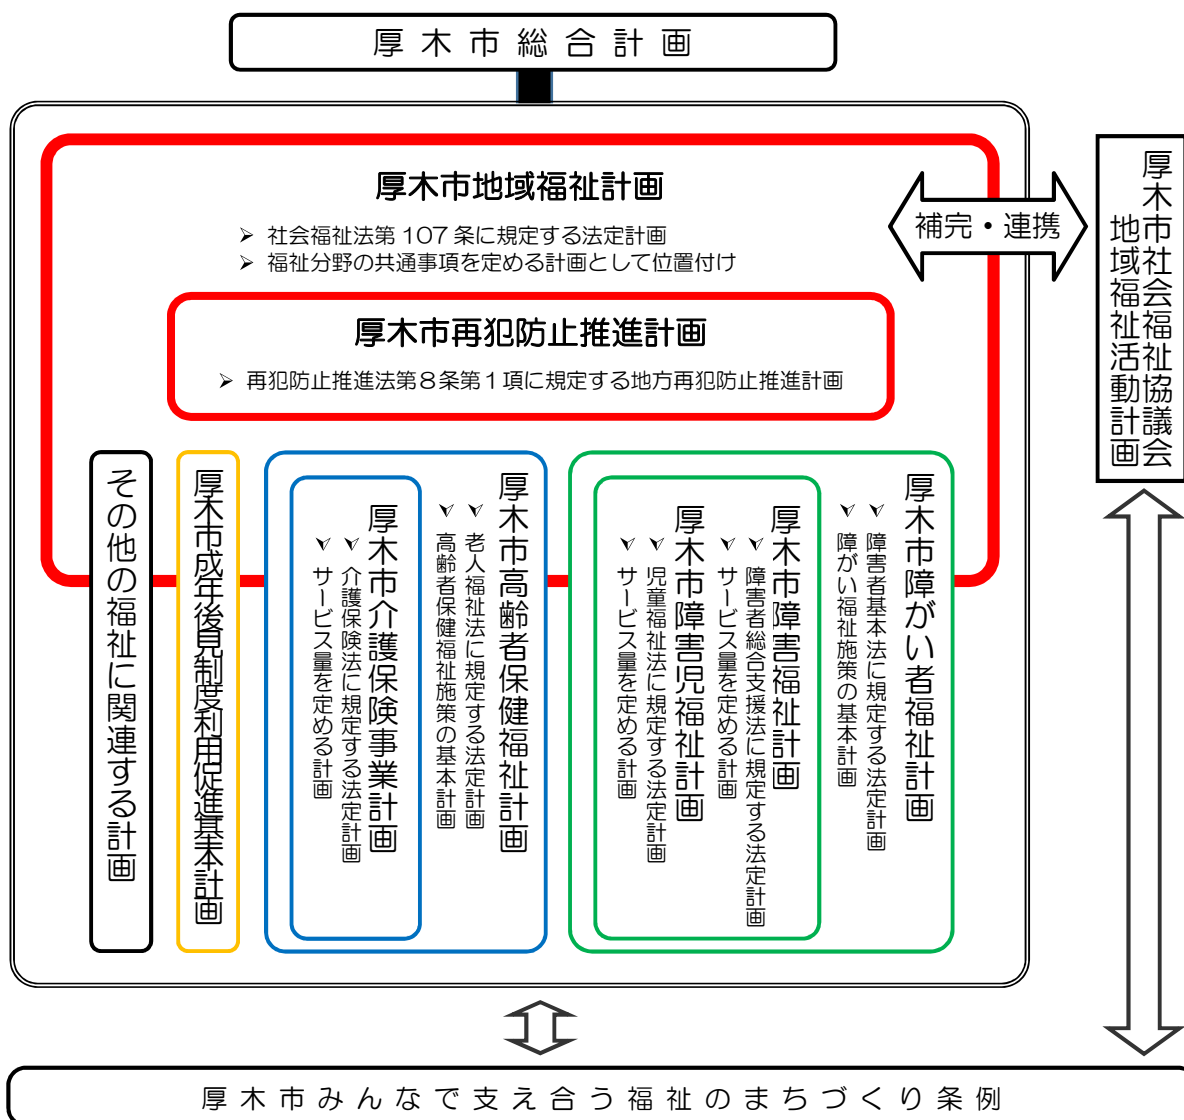 厚木市総合計画
厚木市地域福祉計画
➢ 社会福祉法第107条に規定する法定計画
➢ 福祉分野の共通事項を定める計画として位置付け
補完・連携
厚木市社会福祉協議会
地域福祉活動計画
厚木市再犯防止推進計画
➢ 再犯防止推進法第8条第1項に規定する地方再犯防止推進計画
厚木市障がい者福祉計画
➢ 障害者基本法に規定する法定計画
➢ 障がい福祉施策の基本計画
厚木市障害福祉計画
➢ 障害者総合支援法に規定する法定計画
➢ サービス量を定める計画
厚木市障害児福祉計画
➢ 児童福祉法に規定する法定計画
➢ サービス量を定める計画
厚木市高齢者保健福祉計画
➢ 老人福祉法に規定する法定計画
➢ 高齢者保健福祉施策の基本計画
厚木市介護保険事業計画
➢ 介護保険法に規定する法定計画
➢ サービス量を定める計画
厚木市成年後見制度利用促進基本計画
その他の福祉に関連する計画
厚木市みんなで支え合う福祉のまちづくり条例